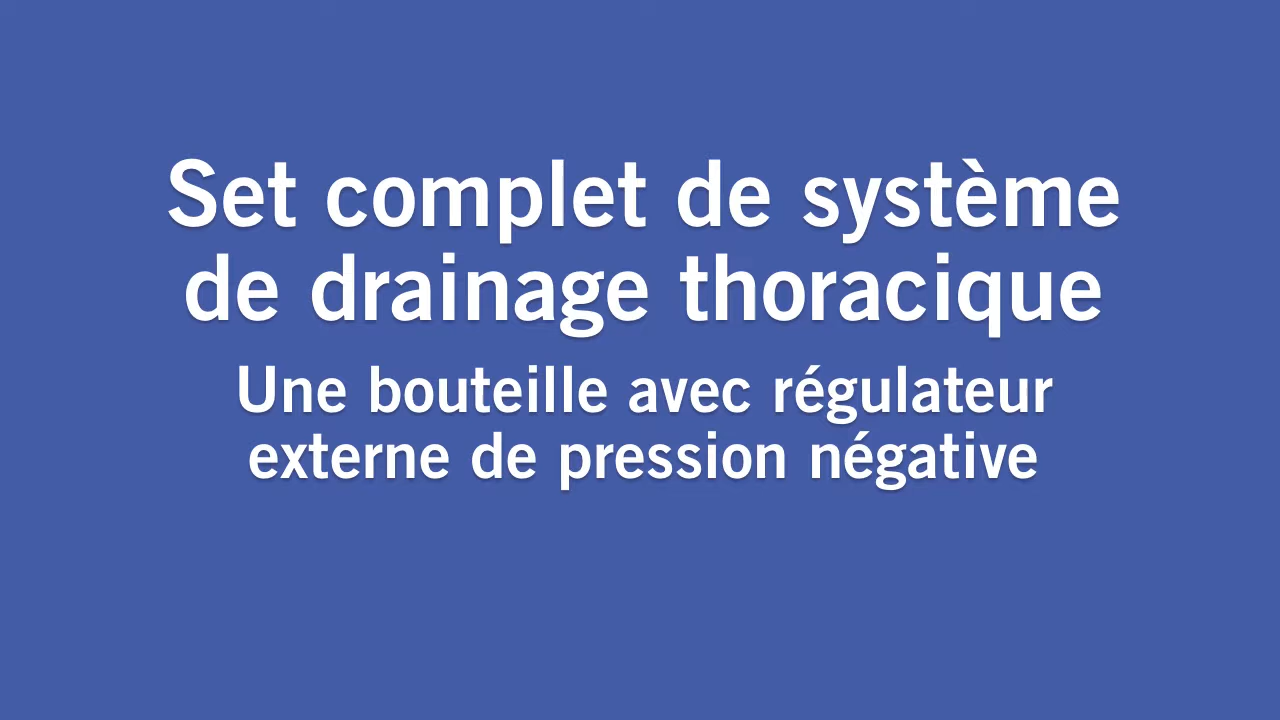 Set complet de système
de drainage thoracique
Une bouteille avec régulateur
externe de pression négative